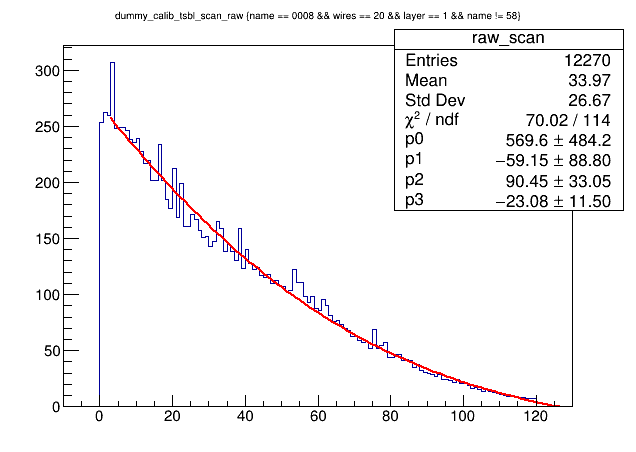 dummy_calib_tsbl_scan_raw {name == 0008 && wires == 20 && layer == 1 && name != 58}
raw_scan
Entries 12270
Mean 33.97
Std Dev 26.67
χ² / ndf 70.02 / 114
p0 569.6 ± 484.2
p1 −59.15 ± 88.80
p2 90.45 ± 33.05
p3 −23.08 ± 11.50
300
250
200
150
100
50
0
0 20 40 60 80 100 120